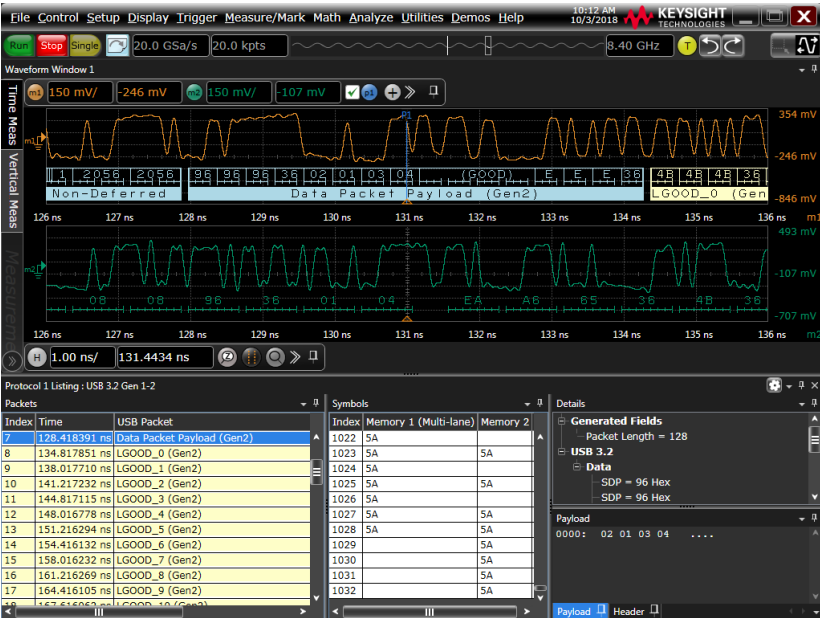 File Control Setup Display Trigger Measure/Mark Math Analyze Utilities Demos Help
10:12 AM
10/3/2018
KEYSIGHT
TECHNOLOGIES
Run Stop Single 20.0 GSa/s 20.0 kpts 8.40 GHz T
Waveform Window 1
Time Meas
Vertical Meas
m1 150 mV/ -246 mV m2 150 mV/ -107 mV p1
P1
354 mV
m1
-246 mV
1 2056 2056 96 96 96 36 02 01 03 04 (GOOD) E E E 36 4B 4B 4B 36
Non-Deferred Data Packet Payload (Gen2) LGOOD_0 (Gen
-846 mV
126 ns 127 ns 128 ns 129 ns 130 ns 131 ns 132 ns 133 ns 134 ns 135 ns 136 ns m1
493 mV
m2
-107 mV
08 08 96 36 01 04 EA A6 65 36 4B 36
-707 mV
126 ns 127 ns 128 ns 129 ns 130 ns 131 ns 132 ns 133 ns 134 ns 135 ns 136 ns m2
H 1.00 ns/ 131.4434 ns
Protocol 1 Listing : USB 3.2 Gen 1-2
Packets
Index Time USB Packet
7 128.418391 ns Data Packet Payload (Gen2)
8 134.817851 ns LGOOD_0 (Gen2)
9 138.017710 ns LGOOD_1 (Gen2)
10 141.217232 ns LGOOD_2 (Gen2)
11 144.817115 ns LGOOD_3 (Gen2)
12 148.016778 ns LGOOD_4 (Gen2)
13 151.216294 ns LGOOD_5 (Gen2)
14 154.416132 ns LGOOD_6 (Gen2)
15 158.016232 ns LGOOD_7 (Gen2)
16 161.216269 ns LGOOD_8 (Gen2)
17 164.416105 ns LGOOD_9 (Gen2)
Symbols
Index Memory 1 (Multi-lane) Memory 2
1022 5A
1023 5A 5A
1024 5A
1025 5A 5A
1026 5A
1027 5A 5A
1028 5A 5A
1029 5A
1030 5A
1031 5A
1032 5A
Details
Generated Fields
Packet Length = 128
USB 3.2
Data
SDP = 96 Hex
SDP = 96 Hex
Payload
0000: 02 01 03 04 ....
Payload Header